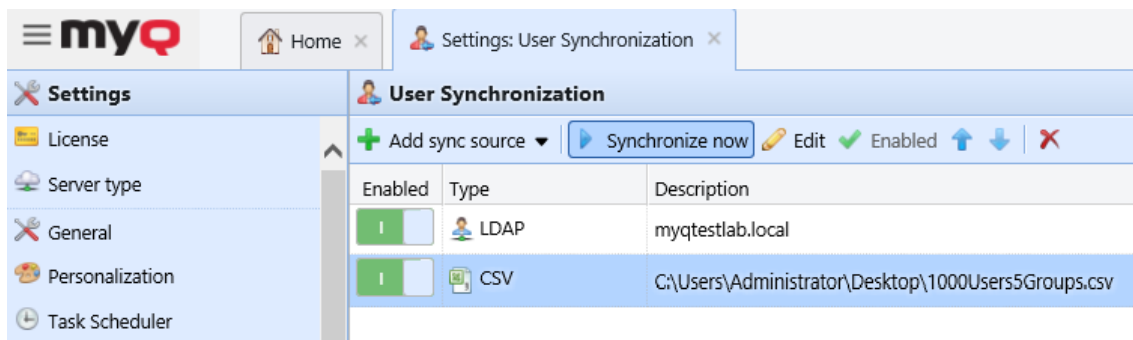 myQ
Home
Settings: User Synchronization
Settings
User Synchronization
License
Server type
General
Personalization
Task Scheduler
Add sync source Synchronize now Edit Enabled
Enabled Type Description
LDAP myqtestlab.local
CSV C:\Users\Administrator\Desktop\1000Users5Groups.csv